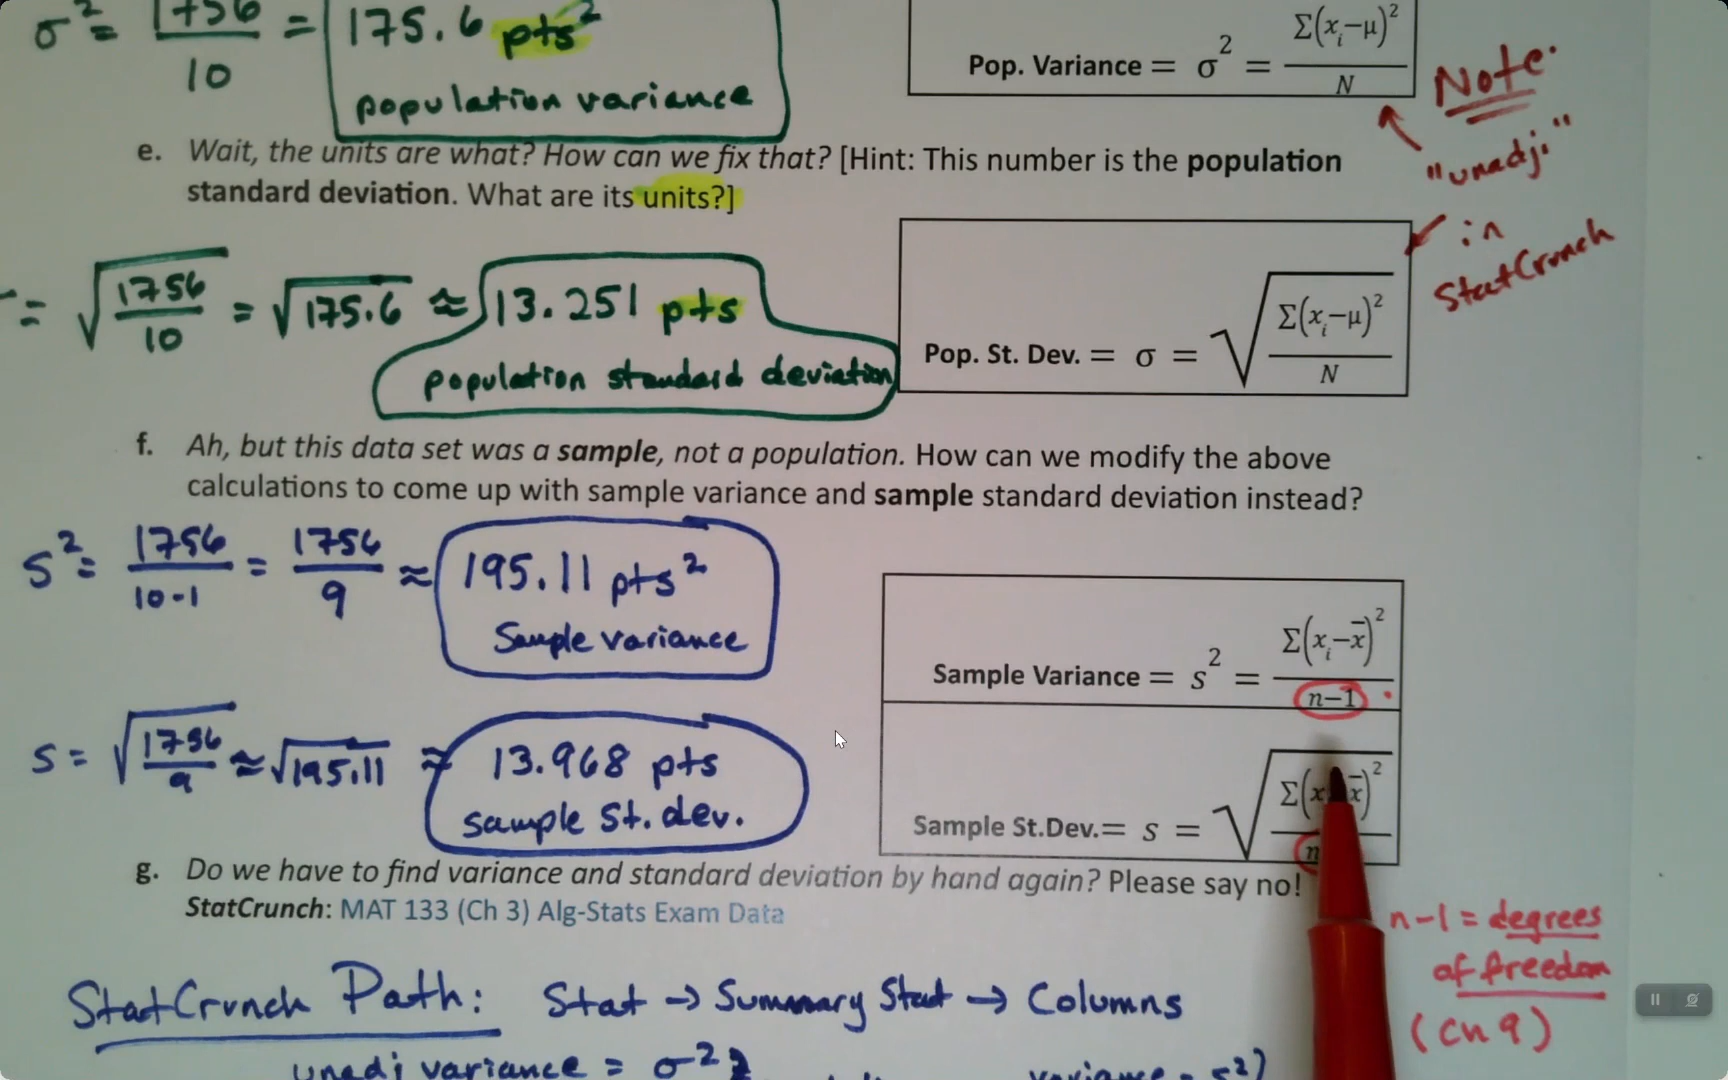 σ² = 1756/10 = 175.6 pts²
population variance
Pop. Variance = σ² = Σ(xᵢ−μ)²/N
Note:
"unadj."
in
StatCrunch
e. Wait, the units are what? How can we fix that? [Hint: This number is the population
standard deviation. What are its units?]
= √(1756/10) = √175.6 ≈ 13.251 pts
population standard deviation
Pop. St. Dev. = σ = √(Σ(xᵢ−μ)²/N)
f. Ah, but this data set was a sample, not a population. How can we modify the above
calculations to come up with sample variance and sample standard deviation instead?
s² = 1756/10-1 = 1756/9 ≈ 195.11 pts²
Sample variance
Sample Variance = s² = Σ(xᵢ−x̄)²/n−1
s = √(1756/9) ≈ √195.11 ≈ 13.968 pts
sample St. dev.
Sample St.Dev.= s = √(Σ(x x̄)²/n
g. Do we have to find variance and standard deviation by hand again? Please say no!
StatCrunch: MAT 133 (Ch 3) Alg-Stats Exam Data
n-1 = degrees
of freedom
(Ch 9)
StatCrunch Path: Stat → Summary Stat → Columns
unadj variance = σ² variance = s²